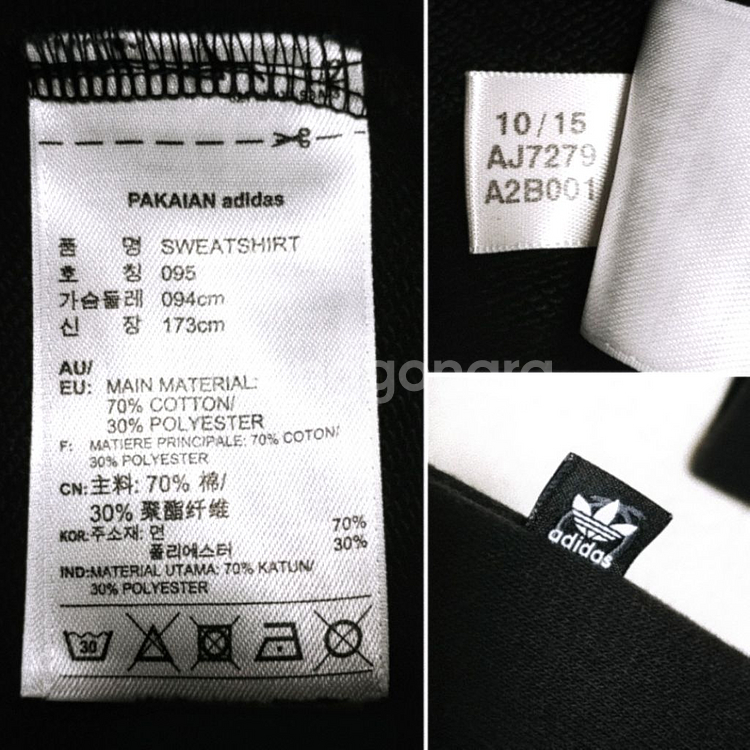 PAKAIAN adidas
품 명 SWEATSHIRT
호 칭 095
가슴둘레 094cm
신 장 173cm
AU/
EU: MAIN MATERIAL:
70% COTTON/
30% POLYESTER
F: MATIERE PRINCIPALE: 70% COTON/
30% POLYESTER
CN: 主料: 70% 棉/
30% 聚酯纤维
KOR: 주소재: 면 70%
폴리에스터 30%
IND: MATERIAL UTAMA: 70% KATUN/
30% POLYESTER
30
10/15
AJ7279
A2B001
adidas